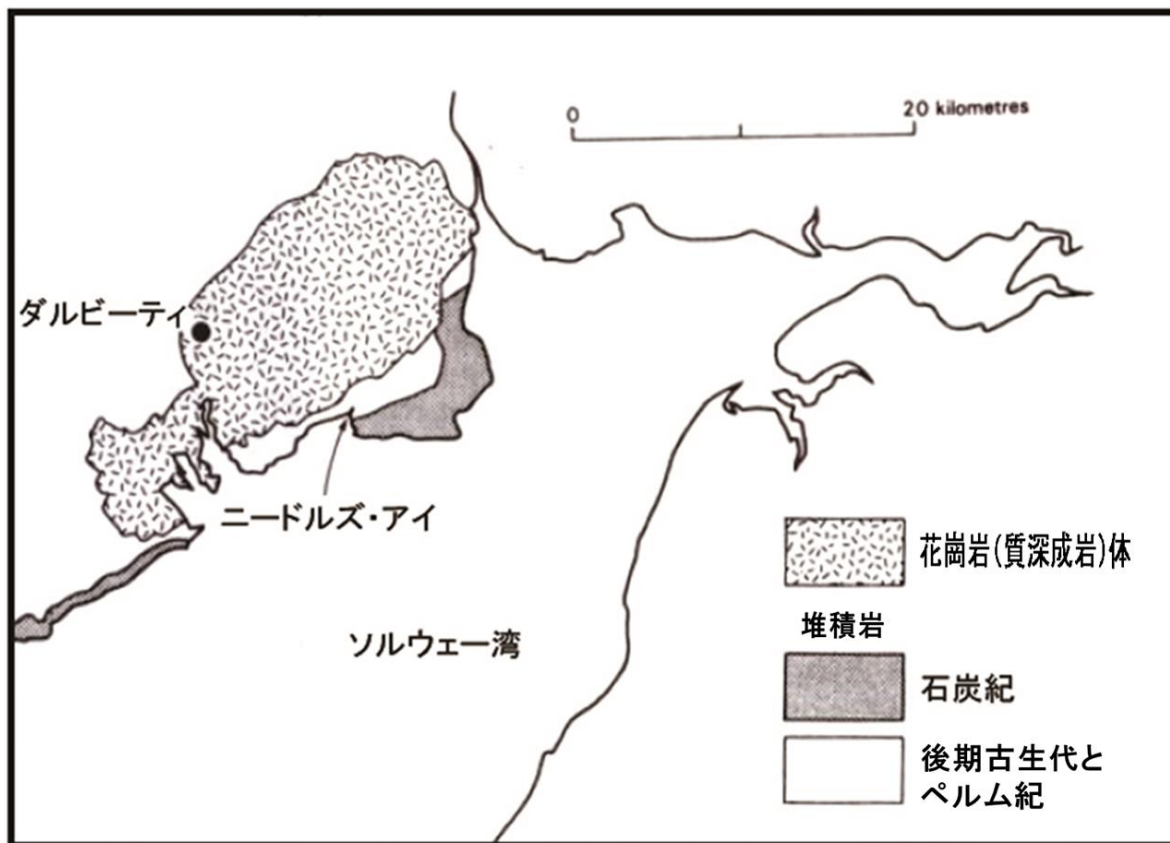 0
20 kilometres
ダルビーティ
ニードルズ・アイ
ソルウェー湾
花崗岩(質深成岩)体
堆積岩
石炭紀
後期古生代と
ペルム紀